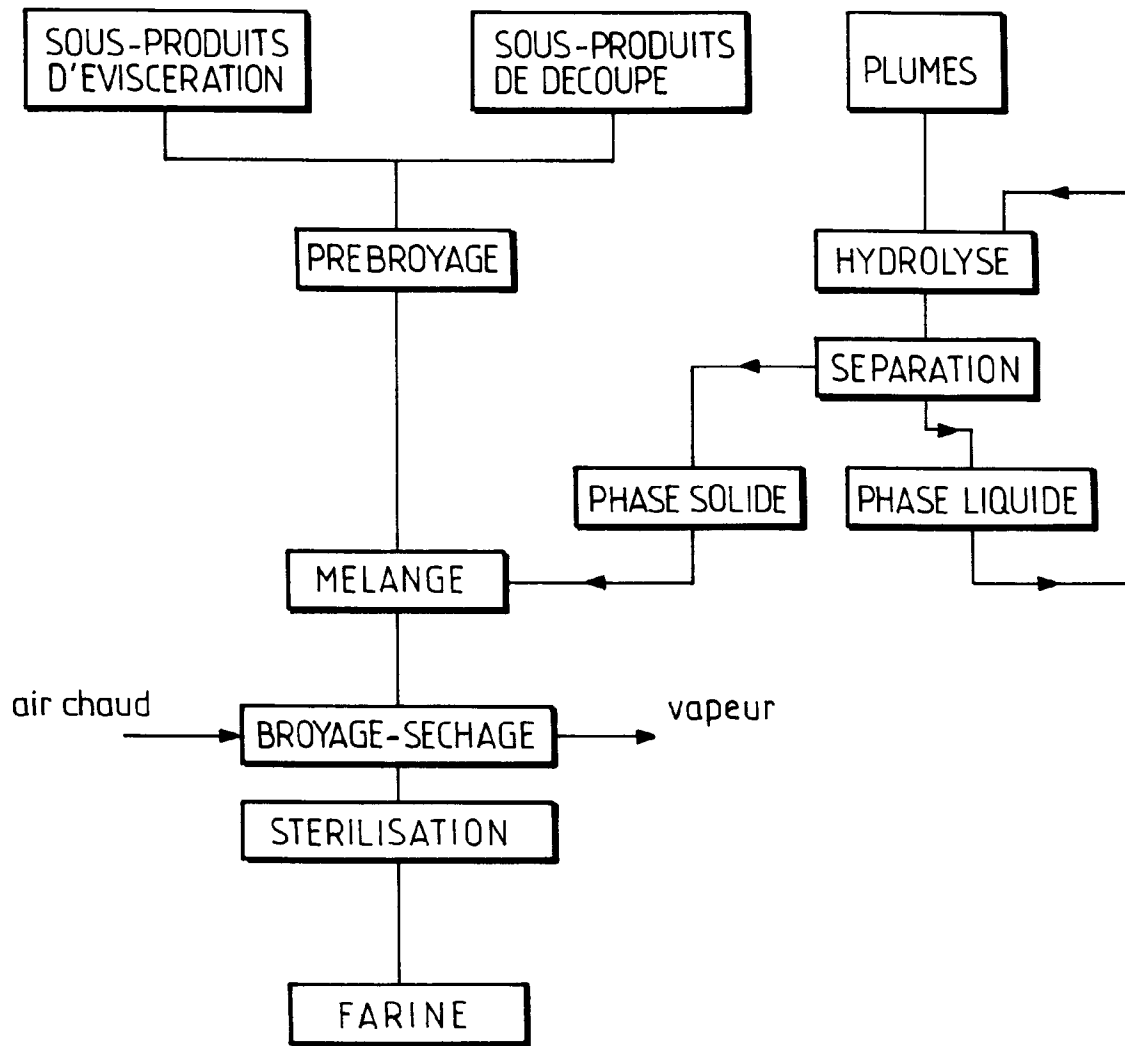 SOUS-PRODUITS
D'EVISCERATION
SOUS-PRODUITS
DE DECOUPE
PLUMES
PREBROYAGE
HYDROLYSE
SEPARATION
PHASE SOLIDE
PHASE LIQUIDE
MELANGE
air chaud
vapeur
BROYAGE-SECHAGE
STERILISATION
FARINE